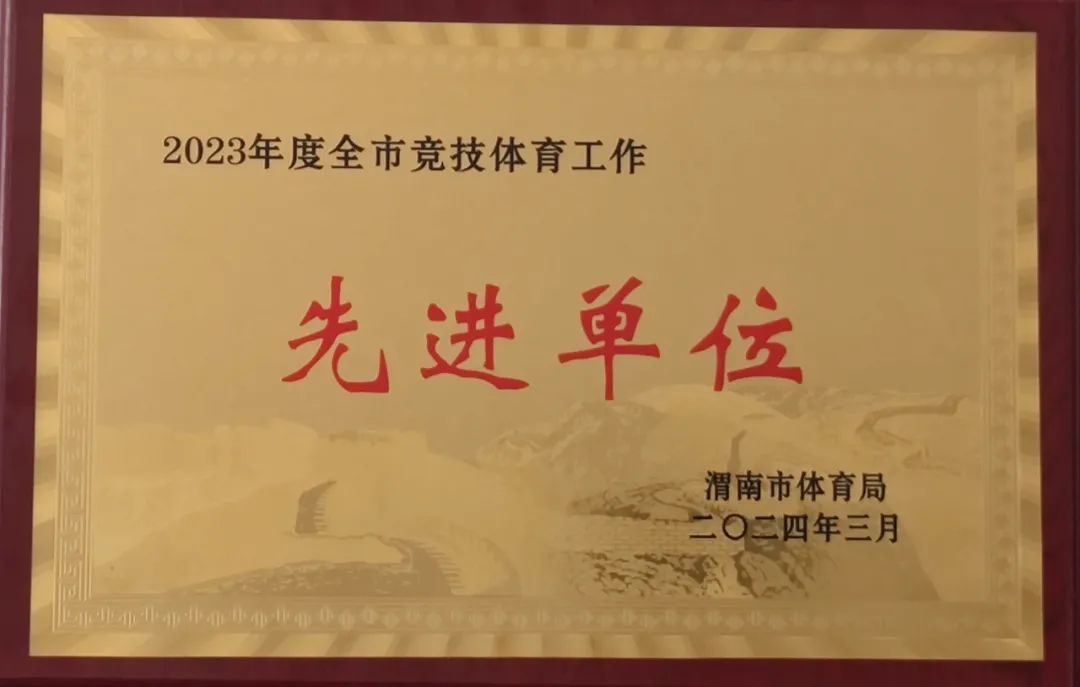 2023年度全市竞技体育工作
先进单位
渭南市体育局
二〇二四年三月